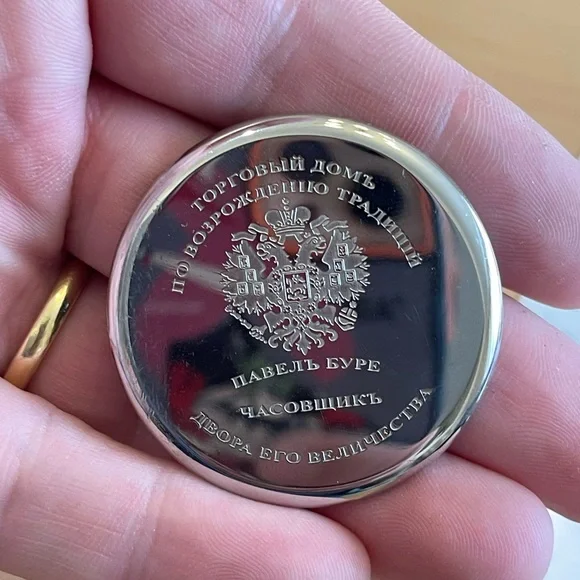 ТОРГОВЫЙ ДОМЪ
ПО ВОЗРОЖДЕНІЮ ТРАДИЦІЙ
ПАВЕЛЪ БУРЕ
ЧАСОВЩИКЪ
ДВОРА ЕГО ВЕЛИЧЕСТВА